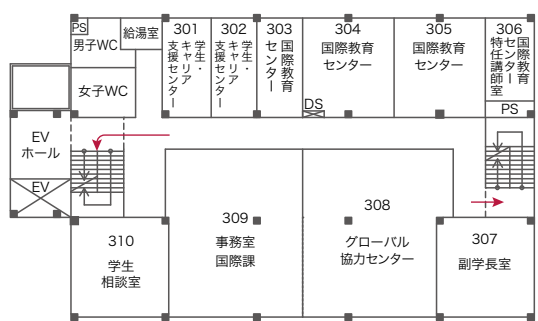 PS
男子WC
給湯室
女子WC
EV
ホール
EV
301
学生・
キャリア
支援センター
302
学生・
キャリア
支援センター
303
国際教育
センター
304
国際教育
センター
DS
305
国際教育
センター
306
国際教育
センター
特任講師室
PS
310
学生
相談室
309
事務室
国際課
308
グローバル
協力センター
307
副学長室